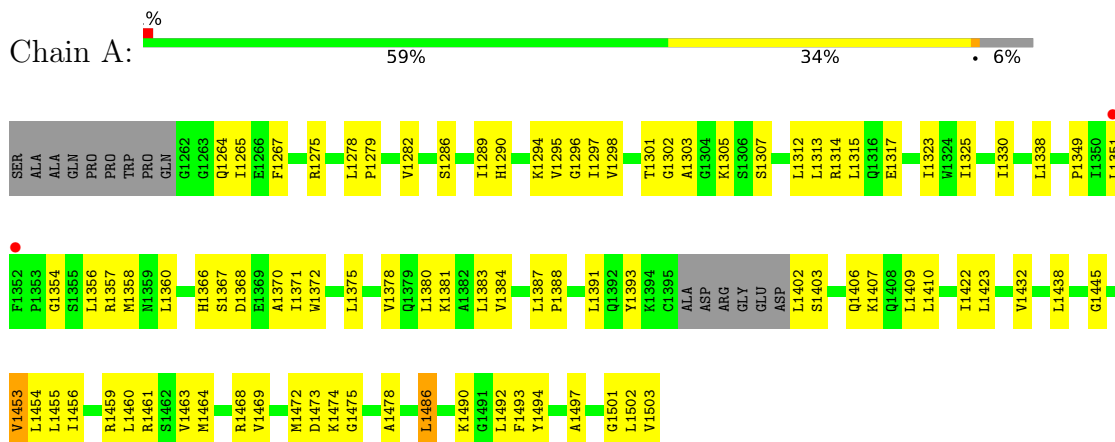 .%
Chain A:
59% 34% • 6%
SER ALA ALA GLN PRO PRO TRP PRO GLN G1262 G1263 Q1264 I1265 E1266 F1267 R1275 L1278 P1279 V1282 S1286 I1289 H1290 K1294 V1295 G1296 I1297 V1298 T1301 G1302 A1303 G1304 K1305 S1306 S1307 L1312 L1313 R1314 L1315 Q1316 E1317 I1323 W1324 I1325 I1330 L1338 P1349 I1350 L1351
F1352 P1353 G1354 S1355 L1356 R1357 M1358 N1359 L1360 H1366 S1367 D1368 E1369 A1370 I1371 W1372 L1375 V1378 Q1379 L1380 K1381 A1382 L1383 V1384 L1387 P1388 L1391 Q1392 Y1393 K1394 C1395 ALA ASP ARG GLY GLU ASP L1402 S1403 Q1406 K1407 Q1408 L1409 L1410 I1422 L1423 V1432 L1438 G1445
V1453 L1454 L1455 I1456 R1459 L1460 R1461 S1462 V1463 M1464 R1468 V1469 M1472 D1473 K1474 G1475 A1478 L1486 K1490 G1491 L1492 F1493 Y1494 A1497 G1501 L1502 V1503